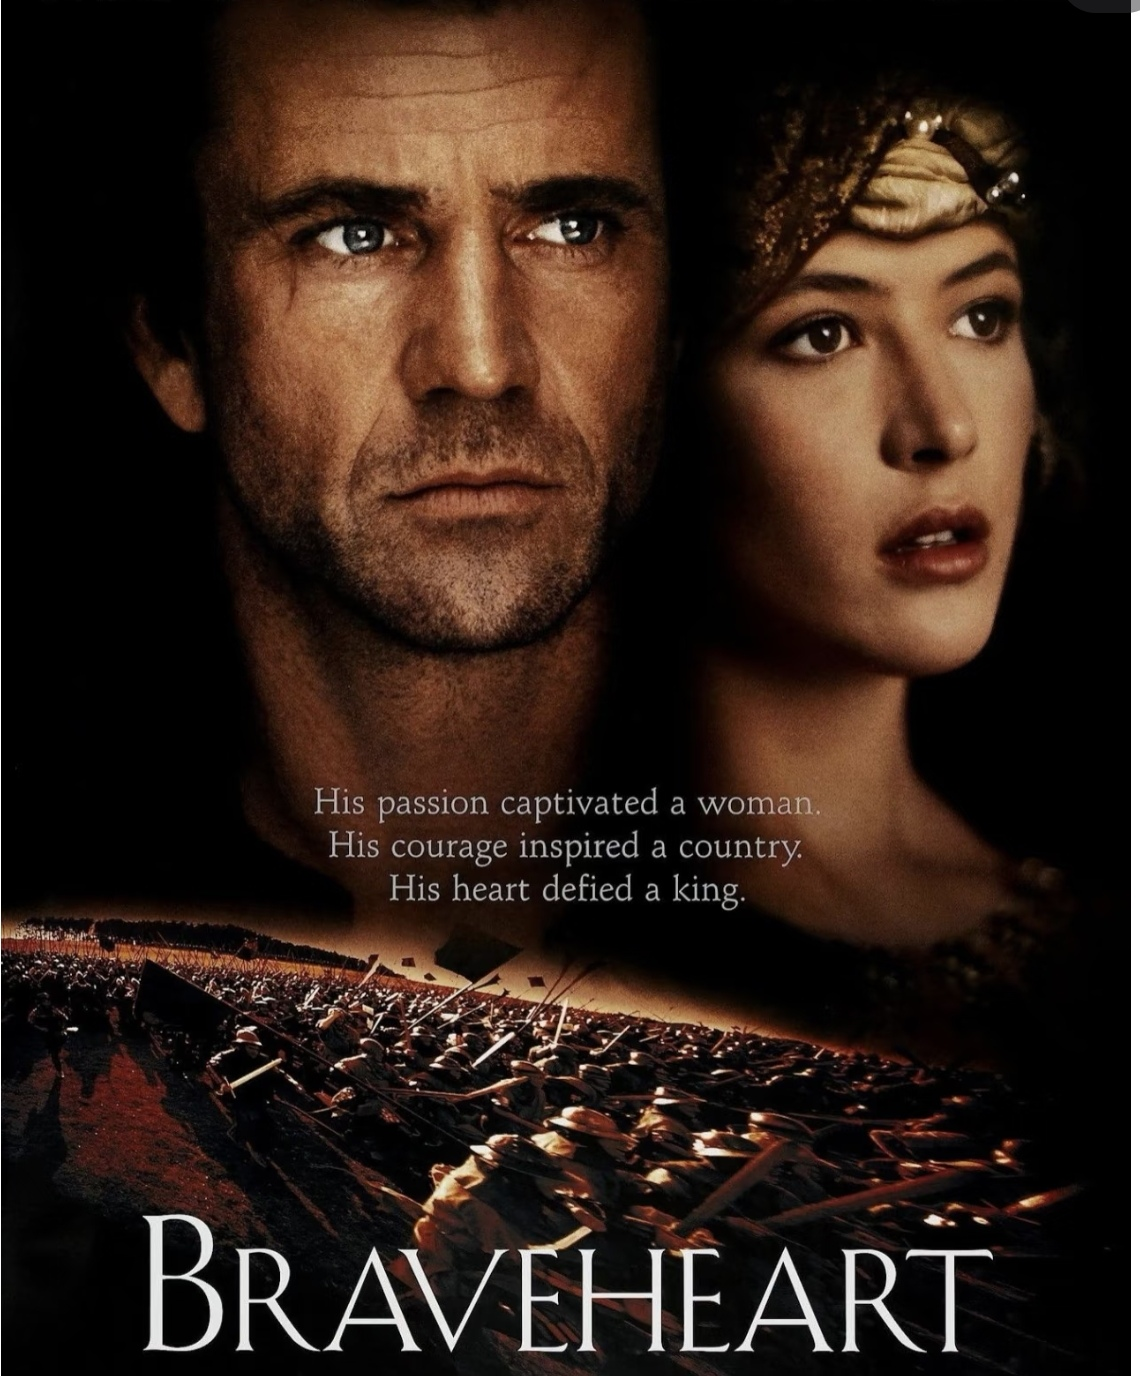 His passion captivated a woman.
His courage inspired a country.
His heart defied a king.
BRAVEHEART